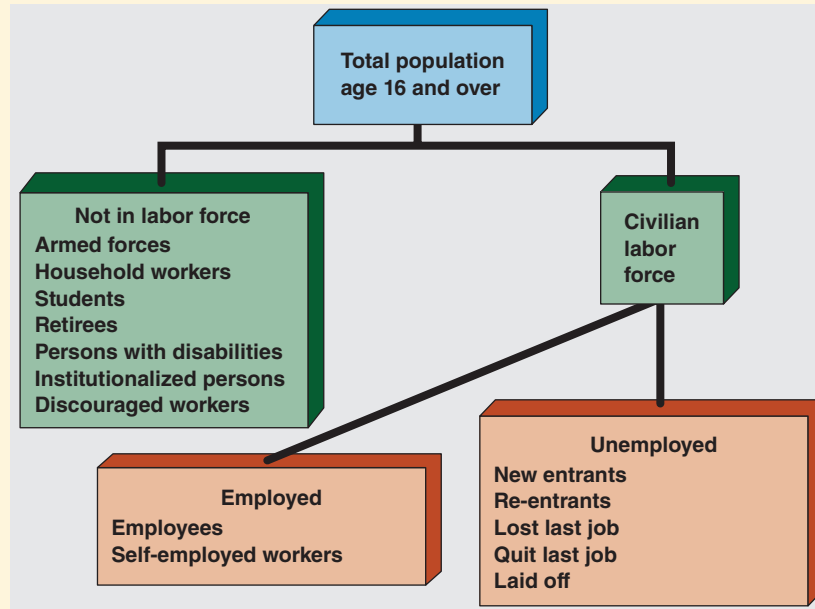 Total population
age 16 and over
Not in labor force
Armed forces
Household workers
Students
Retirees
Persons with disabilities
Institutionalized persons
Discouraged workers
Civilian
labor
force
Employed
Employees
Self-employed workers
Unemployed
New entrants
Re-entrants
Lost last job
Quit last job
Laid off